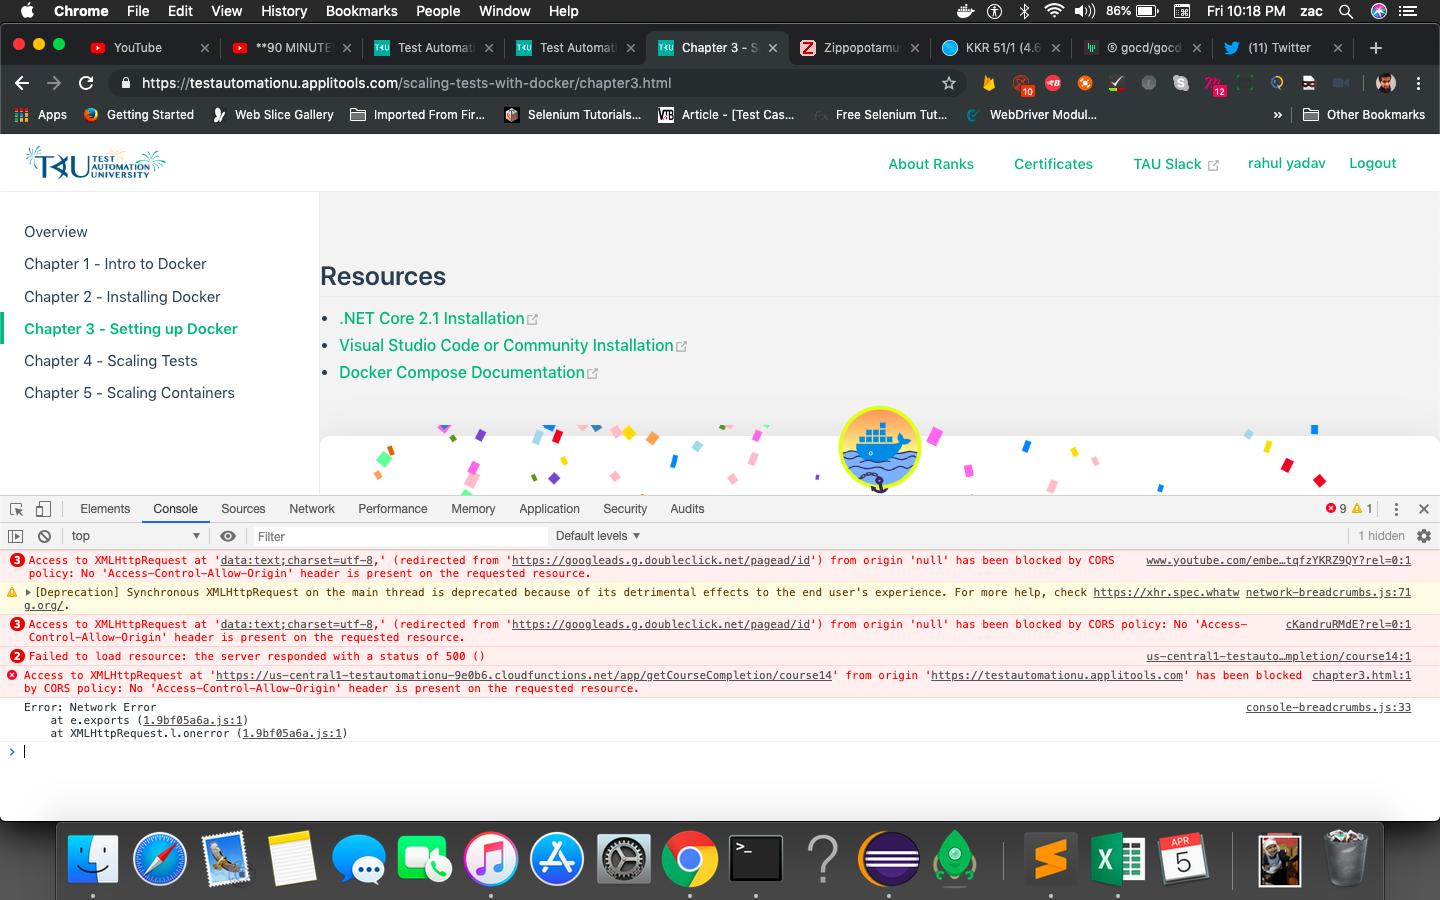 Chrome File Edit View History Bookmarks People Window Help 86% Fri 10:18 PM zac
YouTube **90 MINUTE Test Automat Test Automat Chapter 3 - S Zippopotamu KKR 51/1 (4.6 gocd/gocd (11) Twitter
https://testautomationu.applitools.com/scaling-tests-with-docker/chapter3.html 10 12
Apps Getting Started Web Slice Gallery Imported From Fir... Selenium Tutorials... Article - [Test Cas... Free Selenium Tut... WebDriver Modul... » Other Bookmarks
TAU TEST AUTOMATION UNIVERSITY
About Ranks Certificates TAU Slack rahul yadav Logout
Overview
Chapter 1 - Intro to Docker
Chapter 2 - Installing Docker
Chapter 3 - Setting up Docker
Chapter 4 - Scaling Tests
Chapter 5 - Scaling Containers
Resources
.NET Core 2.1 Installation
Visual Studio Code or Community Installation
Docker Compose Documentation
Elements Console Sources Network Performance Memory Application Security Audits 9 1
top Filter Default levels 1 hidden
3 Access to XMLHttpRequest at 'data:text;charset=utf-8,' (redirected from 'https://googleads.g.doubleclick.net/pagead/id') from origin 'null' has been blocked by CORS www.youtube.com/embe…tqfzYKRZ9QY?rel=0:1
policy: No 'Access-Control-Allow-Origin' header is present on the requested resource.
[Deprecation] Synchronous XMLHttpRequest on the main thread is deprecated because of its detrimental effects to the end user's experience. For more help, check https://xhr.spec.whatw network-breadcrumbs.js:71
g.org/.
3 Access to XMLHttpRequest at 'data:text;charset=utf-8,' (redirected from 'https://googleads.g.doubleclick.net/pagead/id') from origin 'null' has been blocked by CORS policy: No 'Access- cKandruRMdE?rel=0:1
Control-Allow-Origin' header is present on the requested resource.
2 Failed to load resource: the server responded with a status of 500 () us-central1-testauto…mpletion/course14:1
Access to XMLHttpRequest at 'https://us-central1-testautomationu-9e0b6.cloudfunctions.net/app/getCourseCompletion/course14' from origin 'https://testautomationu.applitools.com' has been blocked chapter3.html:1
by CORS policy: No 'Access-Control-Allow-Origin' header is present on the requested resource.
Error: Network Error console-breadcrumbs.js:33
at e.exports (1.9bf05a6a.js:1)
at XMLHttpRequest.l.onerror (1.9bf05a6a.js:1)
APR
5